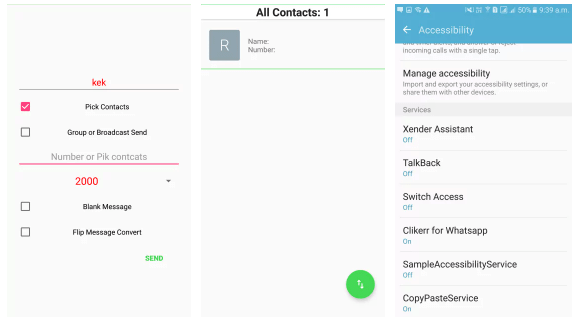 kek
Pick Contacts
Group or Broadcast Send
Number or Pik contcats
2000
Blank Message
Flip Message Convert
SEND
All Contacts: 1
R
Name:
Number:
50% 9:39 a.m.
Accessibility
incoming calls with a single tap.
Manage accessibility
Import and export your accessibility settings, or
share them with other devices.
Services
Xender Assistant
Off
TalkBack
Off
Switch Access
Off
Clikerr for Whatsapp
On
SampleAccessibilityService
Off
CopyPasteService
On